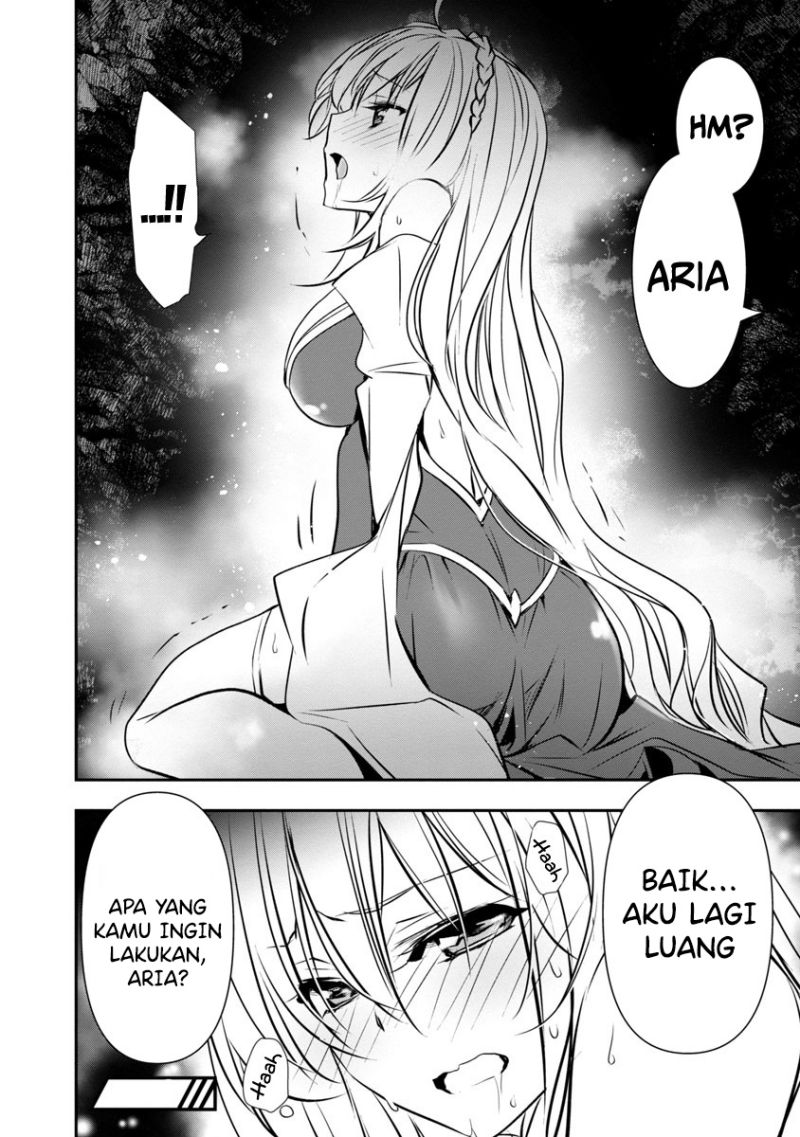 HM?
ARIA
....!!
BAIK...
AKU LAGI
LUANG
Haah
APA YANG
KAMU INGIN
LAKUKAN,
ARIA?
Haah